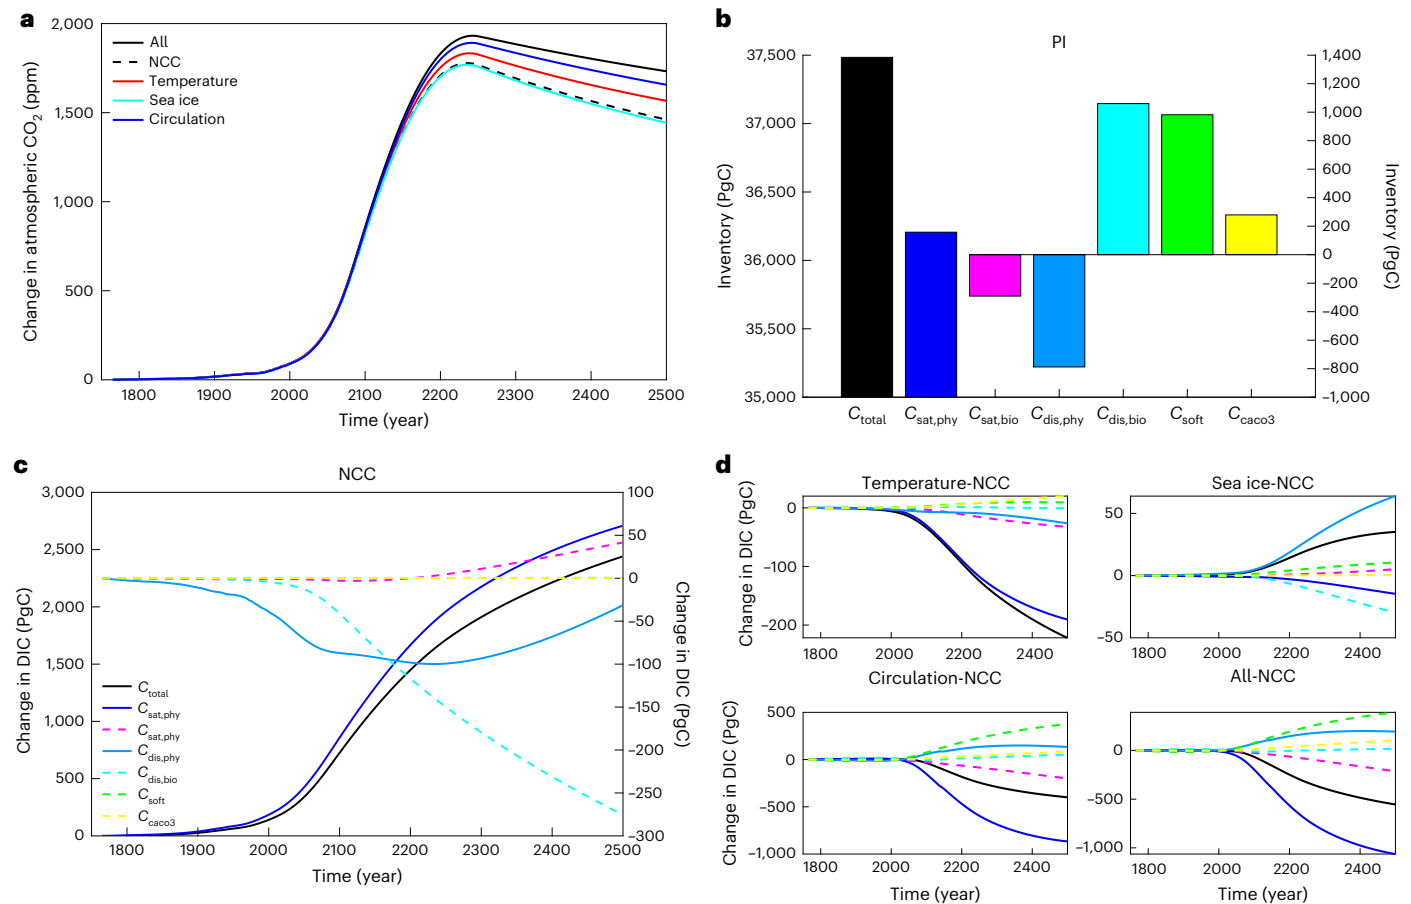 a
2,000
1,500
1,000
500
0
Change in atmospheric CO2 (ppm)
All
NCC
Temperature
Sea ice
Circulation
1800 1900 2000 2100 2200 2300 2400 2500
Time (year)
b
PI
37,500
37,000
36,500
36,000
35,500
35,000
Inventory (PgC)
1,400
1,200
1,000
800
600
400
200
0
−200
−400
−600
−800
−1,000
Inventory (PgC)
Ctotal Csat,phy Csat,bio Cdis,phy Cdis,bio Csoft Ccaco3
c
NCC
3,000
2,500
2,000
1,500
1,000
500
0
Change in DIC (PgC)
Ctotal
Csat,phy
Csat,phy
Cdis,phy
Cdis,bio
Csoft
Ccaco3
100
50
0
−50
−100
−150
−200
−250
−300
Change in DIC (PgC)
1800 1900 2000 2100 2200 2300 2400 2500
Time (year)
d
Temperature-NCC
0
−100
−200
Change in DIC (PgC)
1800 2000 2200 2400
Sea ice-NCC
50
0
−50
1800 2000 2200 2400
Circulation-NCC
500
0
−500
−1,000
Change in DIC (PgC)
1800 2000 2200 2400
Time (year)
All-NCC
0
−500
−1,000
1800 2000 2200 2400
Time (year)